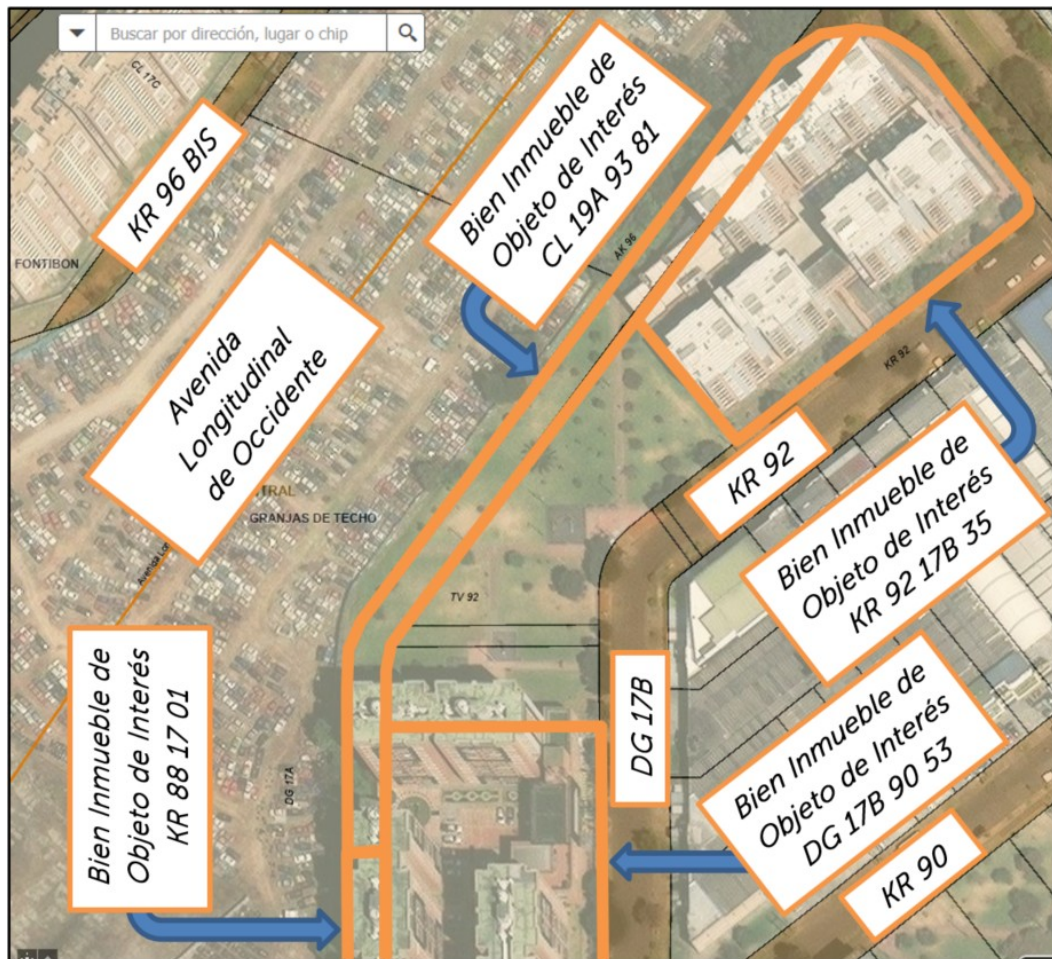 Buscar por dirección, lugar o chip
CL 17C
KR 96 BIS
FONTIBON
Bien Inmueble de
Objeto de Interés
CL 19A 93 81
AK 96
Avenida
Longitudinal
de Occidente
TRAL
GRANJAS DE TECHO
Avenida Lon
KR 92
KR 92
Bien Inmueble de
Objeto de Interés
KR 92 17B 35
TV 92
Bien Inmueble de
Objeto de Interés
KR 88 17 01
DG 17A
DG 17B
Bien Inmueble de
Objeto de Interés
DG 17B 90 53
KR 90